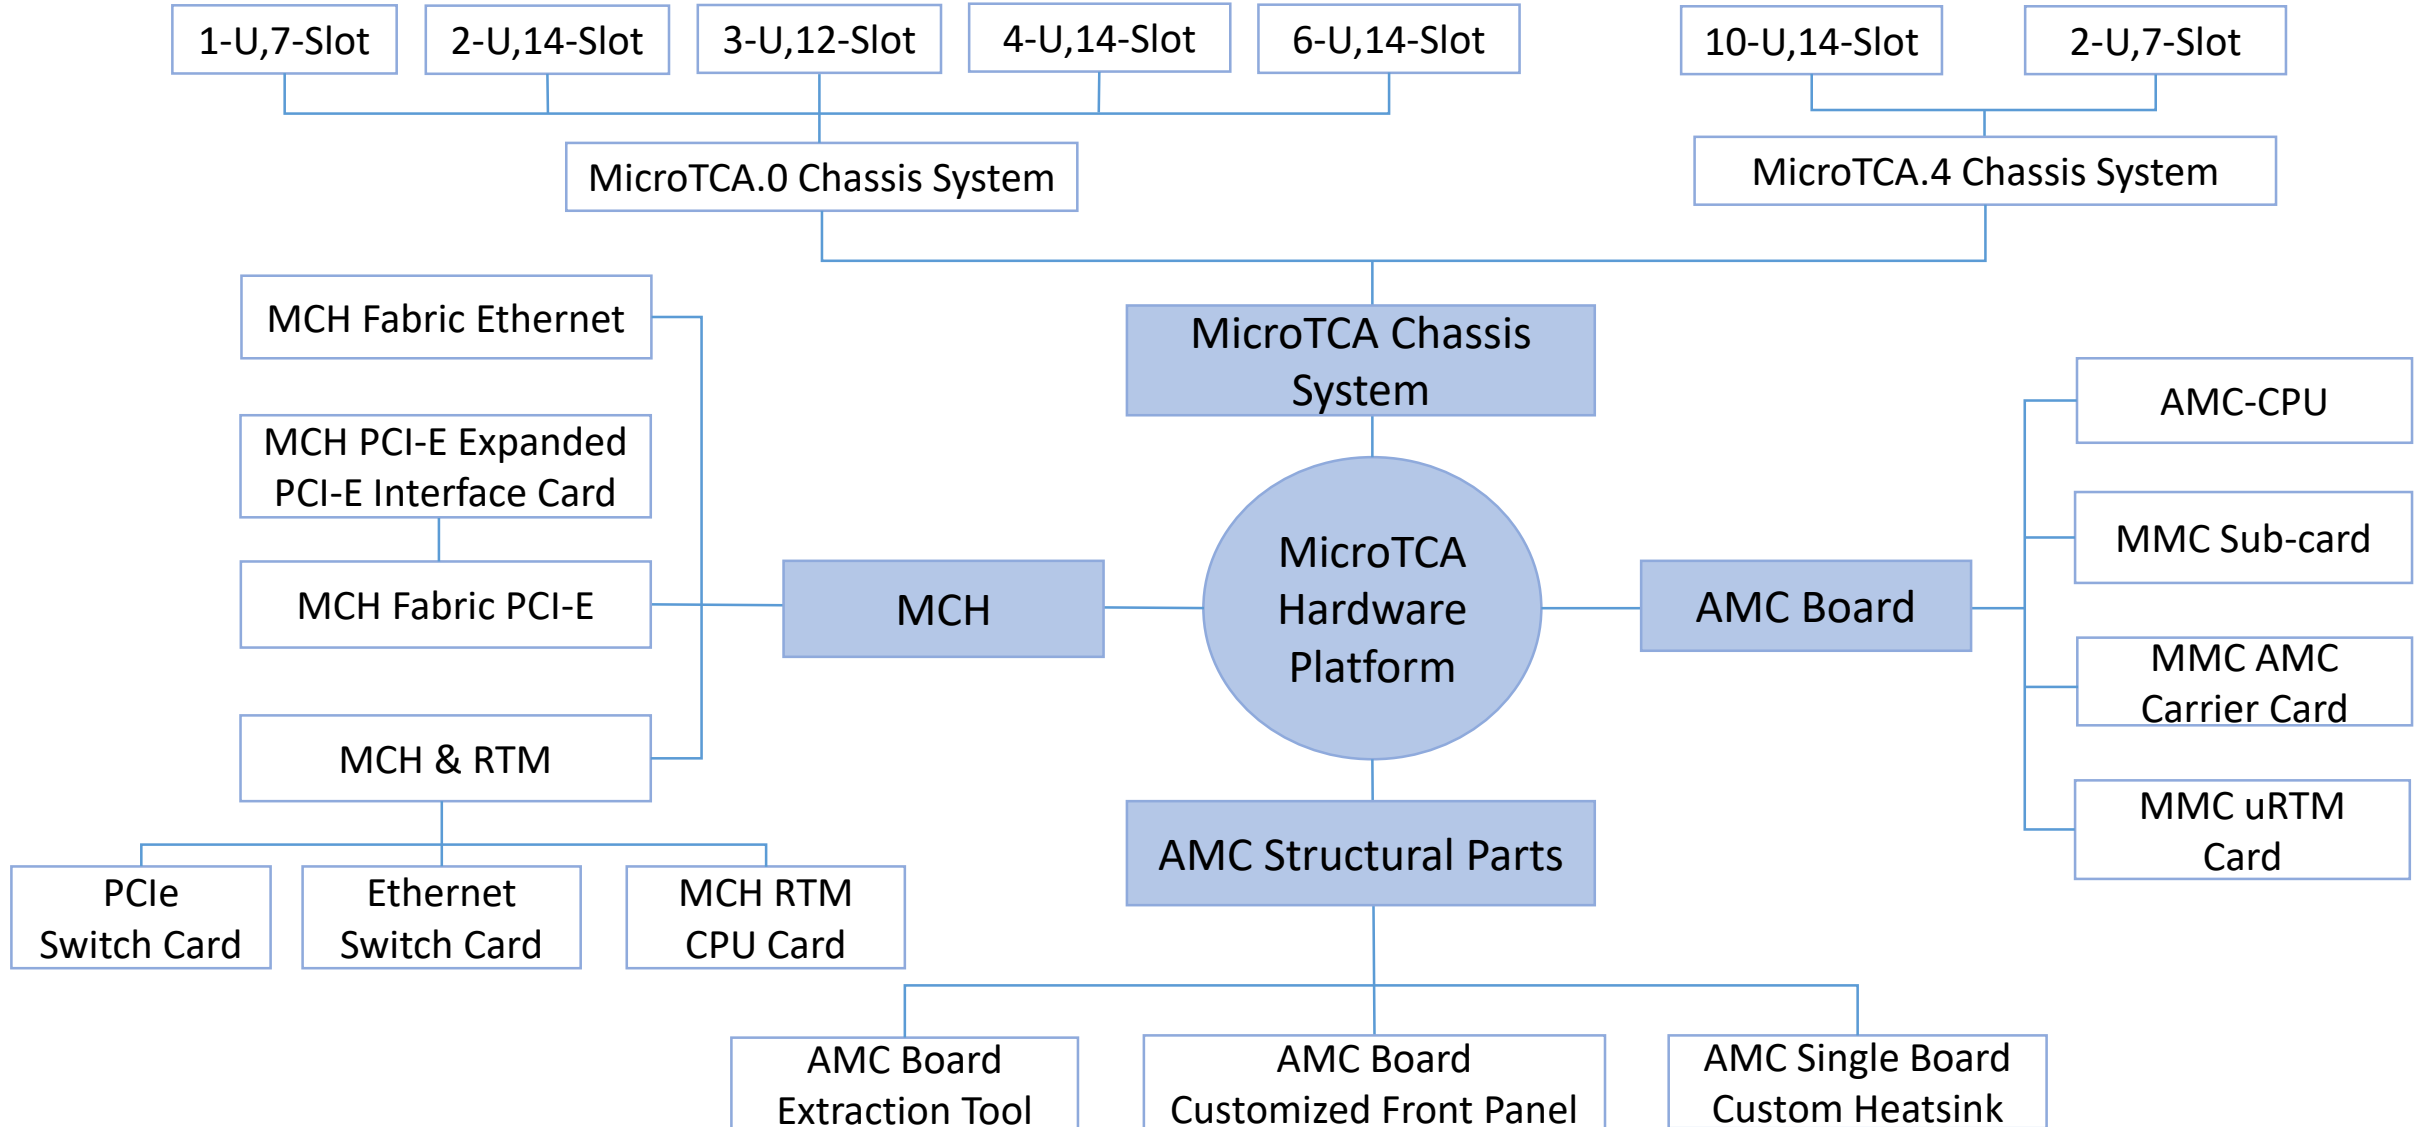 1-U,7-Slot
2-U,14-Slot
3-U,12-Slot
4-U,14-Slot
6-U,14-Slot
10-U,14-Slot
2-U,7-Slot
MicroTCA.0 Chassis System
MicroTCA.4 Chassis System
MicroTCA Chassis
System
MCH Fabric Ethernet
MCH PCI-E Expanded
PCI-E Interface Card
MCH Fabric PCI-E
MCH & RTM
MCH
MicroTCA
Hardware
Platform
AMC Board
AMC-CPU
MMC Sub-card
MMC AMC
Carrier Card
MMC uRTM
Card
PCIe
Switch Card
Ethernet
Switch Card
MCH RTM
CPU Card
AMC Structural Parts
AMC Board
Extraction Tool
AMC Board
Customized Front Panel
AMC Single Board
Custom Heatsink